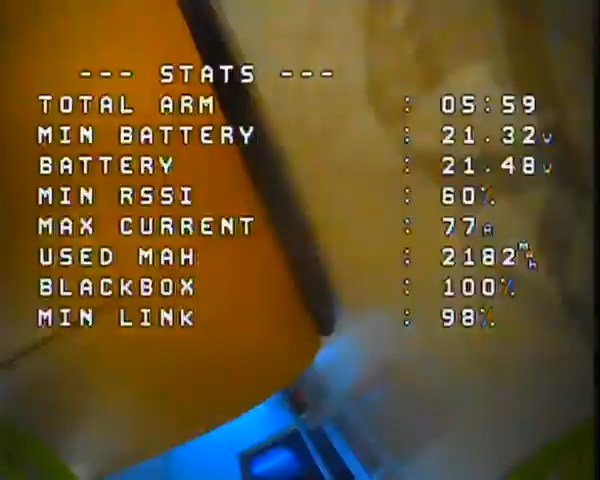 --- STATS ---
TOTAL ARM : 05:59
MIN BATTERY : 21.32V
BATTERY : 21.48V
MIN RSSI : 60%
MAX CURRENT : 77A
USED MAH : 2182mAh
BLACKBOX : 100%
MIN LINK : 98%